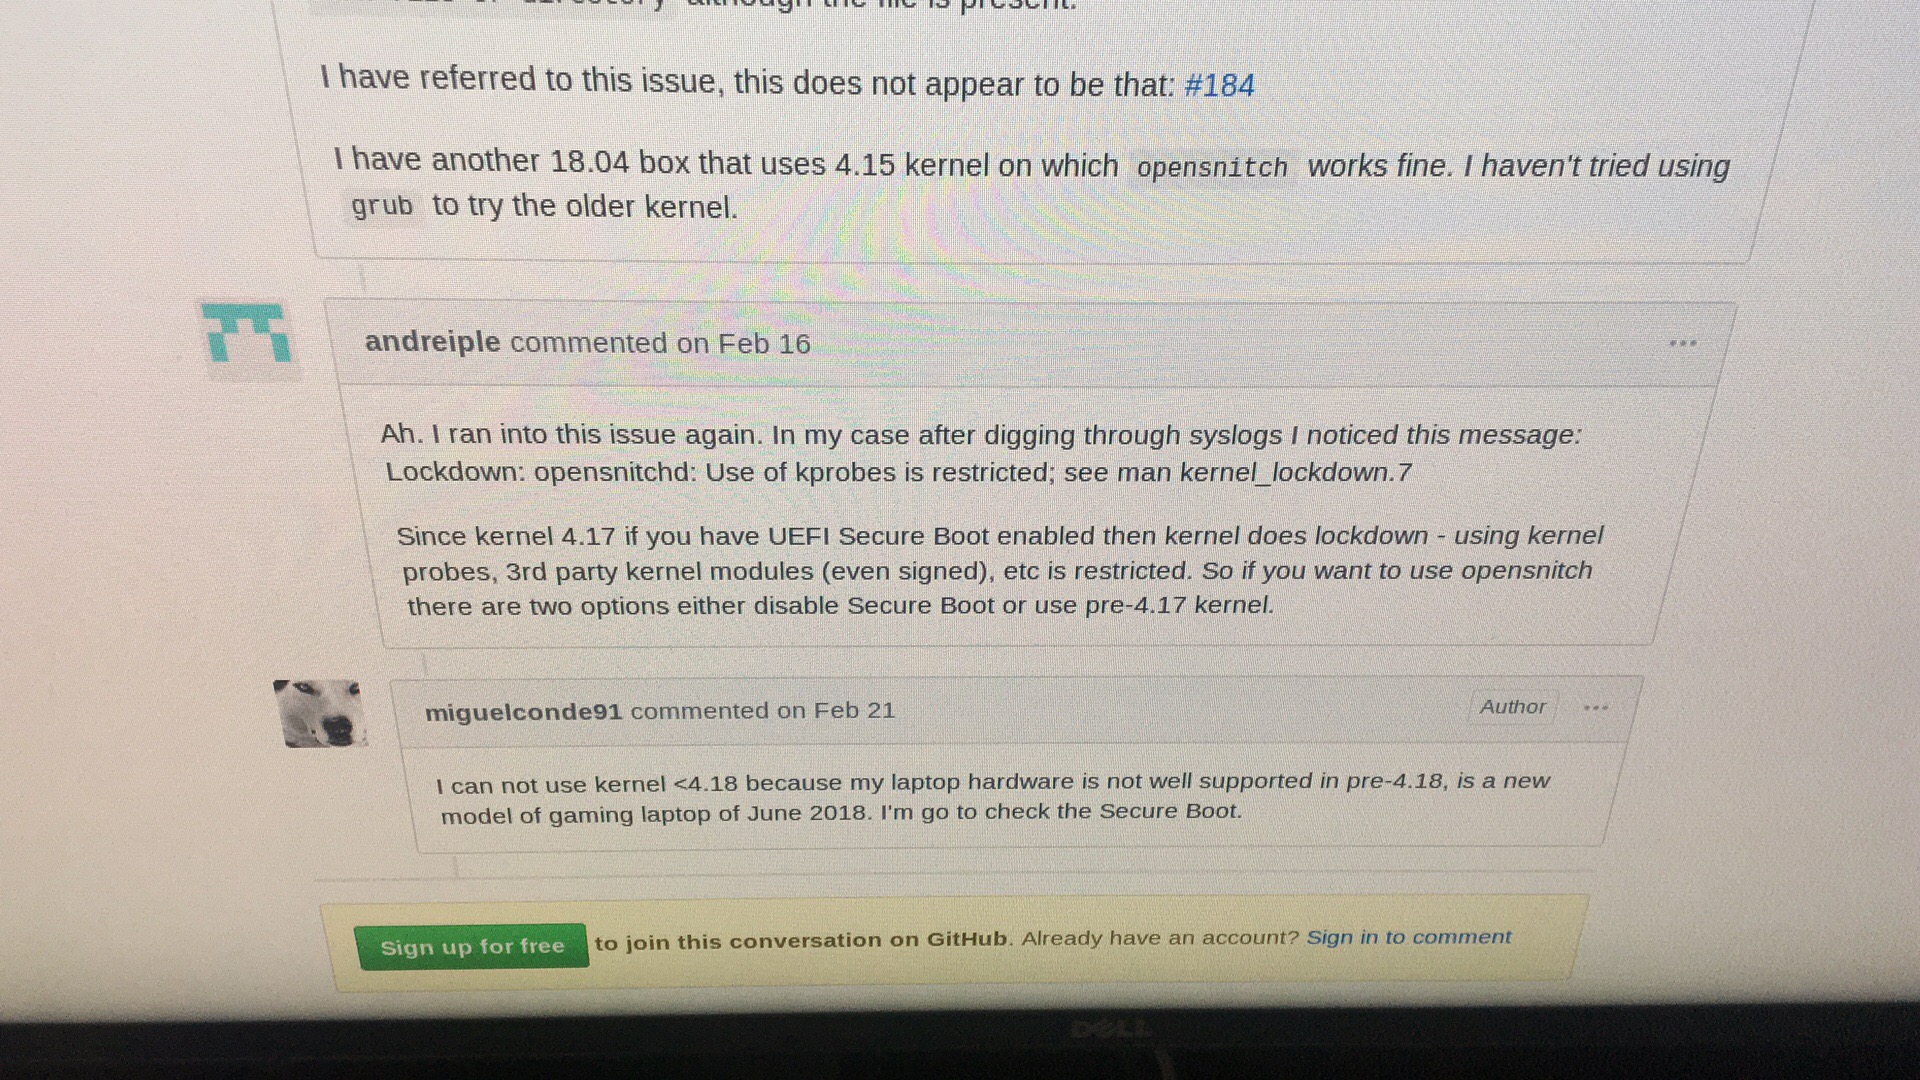 although the file is present.
I have referred to this issue, this does not appear to be that: #184
I have another 18.04 box that uses 4.15 kernel on which opensnitch works fine. I haven't tried using
grub to try the older kernel.
andreiple commented on Feb 16
Ah. I ran into this issue again. In my case after digging through syslogs I noticed this message:
Lockdown: opensnitchd: Use of kprobes is restricted; see man kernel_lockdown.7
Since kernel 4.17 if you have UEFI Secure Boot enabled then kernel does lockdown - using kernel
probes, 3rd party kernel modules (even signed), etc is restricted. So if you want to use opensnitch
there are two options either disable Secure Boot or use pre-4.17 kernel.
miguelconde91 commented on Feb 21
Author
I can not use kernel <4.18 because my laptop hardware is not well supported in pre-4.18, is a new
model of gaming laptop of June 2018. I'm go to check the Secure Boot.
Sign up for free to join this conversation on GitHub. Already have an account? Sign in to comment
DELL